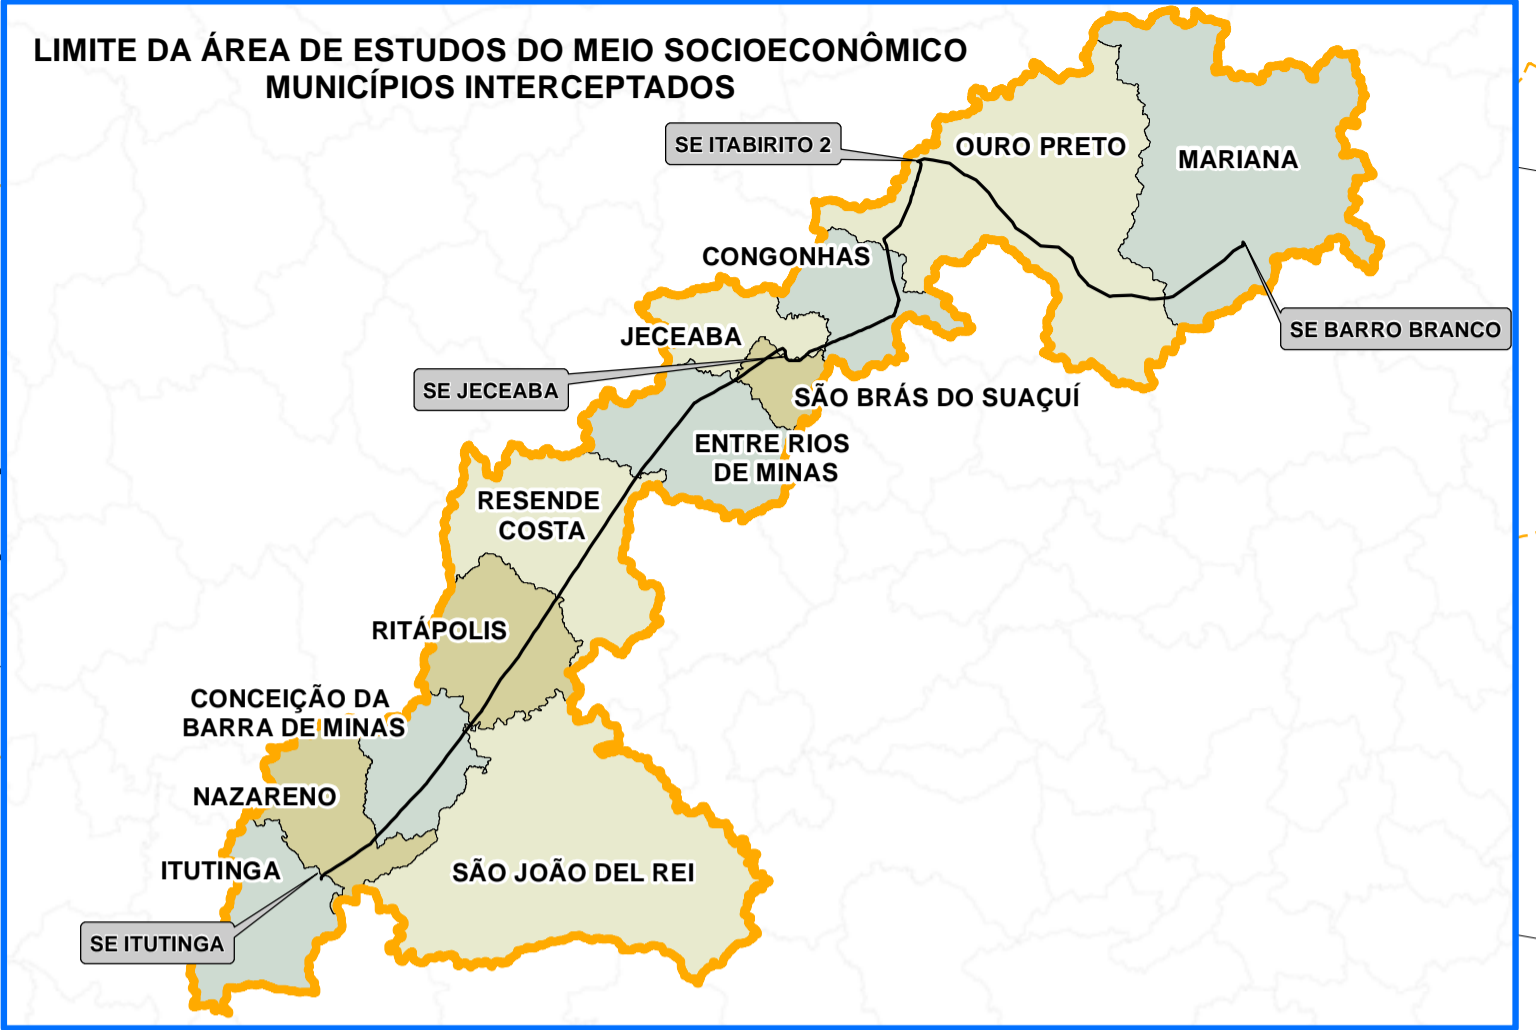 LIMITE DA ÁREA DE ESTUDOS DO MEIO SOCIOECONÔMICO
MUNICÍPIOS INTERCEPTADOS
SE ITABIRITO 2
OURO PRETO
MARIANA
CONGONHAS
SE BARRO BRANCO
JECEABA
SE JECEABA
SÃO BRÁS DO SUAÇUÍ
ENTRE RIOS
DE MINAS
RESENDE
COSTA
RITÁPOLIS
CONCEIÇÃO DA
BARRA DE MINAS
NAZARENO
ITUTINGA
SÃO JOÃO DEL REI
SE ITUTINGA